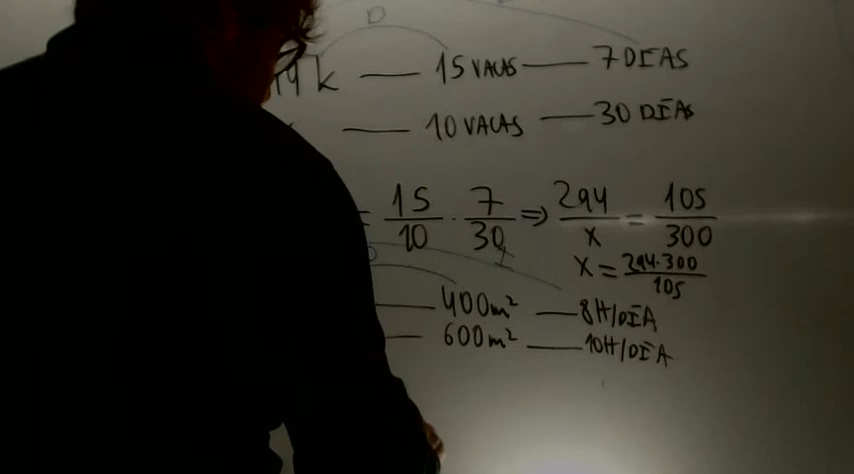 D
K — 15 VACAS — 7 DÍAS
— 10 VACAS — 30 DÍAS
= 15/10 · 7/30 ⇒ 294/x = 105/300
x = 294·300/105
D I
— 400m² — 8H/DÍA
— 600m² — 10H/DÍA